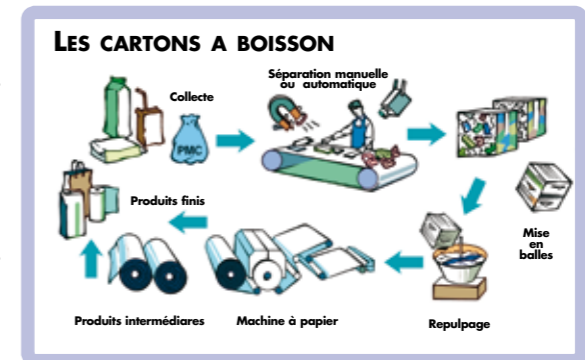 LES CARTONS A BOISSON
Collecte
PMC
Séparation manuelle
ou automatique
Mise
en
balles
Repulpage
Machine à papier
Produits intermédiares
Produits finis